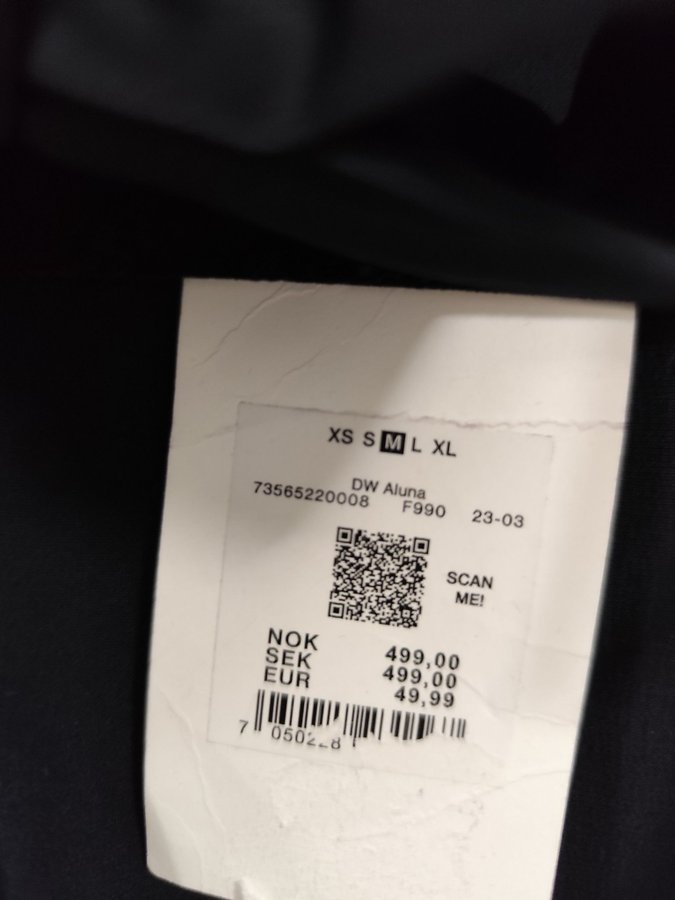 XS S M L XL
DW Aluna
73565220008 F990 23-03
SCAN
ME!
NOK 499,00
SEK 499,00
EUR 49,99
7